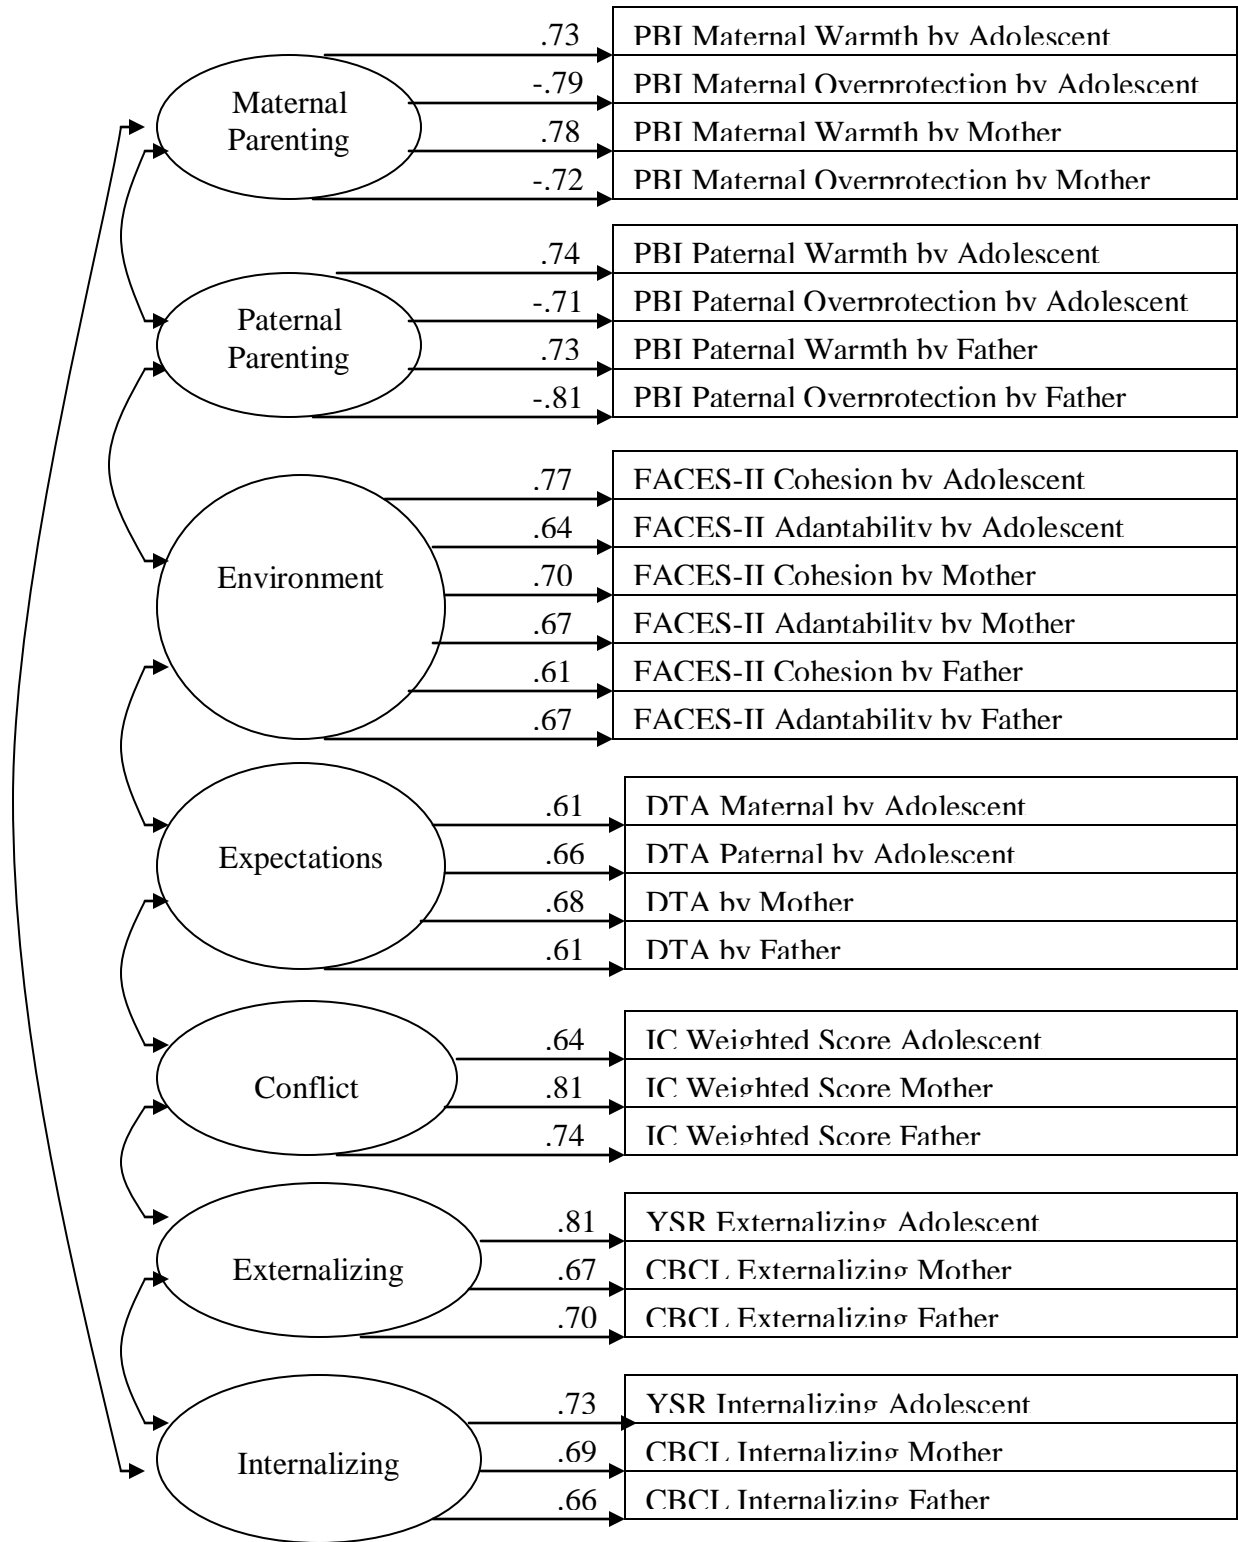 .73 PBI Maternal Warmth by Adolescent
-.79 PBI Maternal Overprotection by Adolescent
Maternal
Parenting
.78 PBI Maternal Warmth by Mother
-.72 PBI Maternal Overprotection by Mother
.74 PBI Paternal Warmth by Adolescent
-.71 PBI Paternal Overprotection by Adolescent
Paternal
Parenting
.73 PBI Paternal Warmth by Father
-.81 PBI Paternal Overprotection by Father
.77 FACES-II Cohesion by Adolescent
.64 FACES-II Adaptability by Adolescent
Environment
.70 FACES-II Cohesion by Mother
.67 FACES-II Adaptability by Mother
.61 FACES-II Cohesion by Father
.67 FACES-II Adaptability by Father
.61 DTA Maternal by Adolescent
Expectations
.66 DTA Paternal by Adolescent
.68 DTA by Mother
.61 DTA by Father
.64 IC Weighted Score Adolescent
Conflict
.81 IC Weighted Score Mother
.74 IC Weighted Score Father
.81 YSR Externalizing Adolescent
Externalizing
.67 CBCL Externalizing Mother
.70 CBCL Externalizing Father
.73 YSR Internalizing Adolescent
Internalizing
.69 CBCL Internalizing Mother
.66 CBCL Internalizing Father